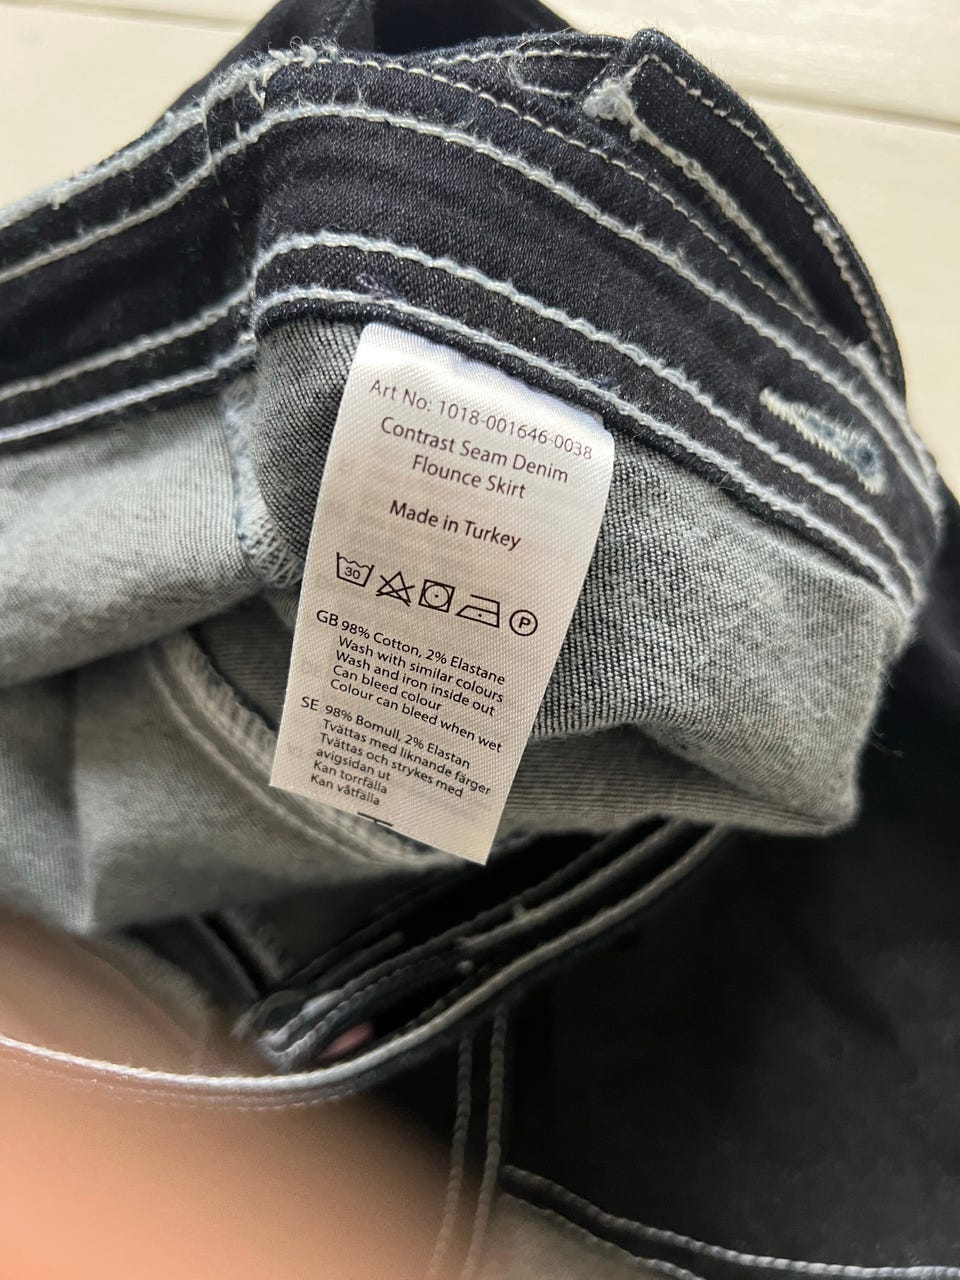 Art No: 1018-001646-0038
Contrast Seam Denim
Flounce Skirt
Made in Turkey
30
P
GB 98% Cotton, 2% Elastane
Wash with similar colours
Wash and iron inside out
Can bleed colour
Colour can bleed when wet
SE 98% Bomull, 2% Elastan
Tvättas med liknande färger
Tvättas och strykes med
avigsidan ut
Kan torrfälla
Kan våtfälla